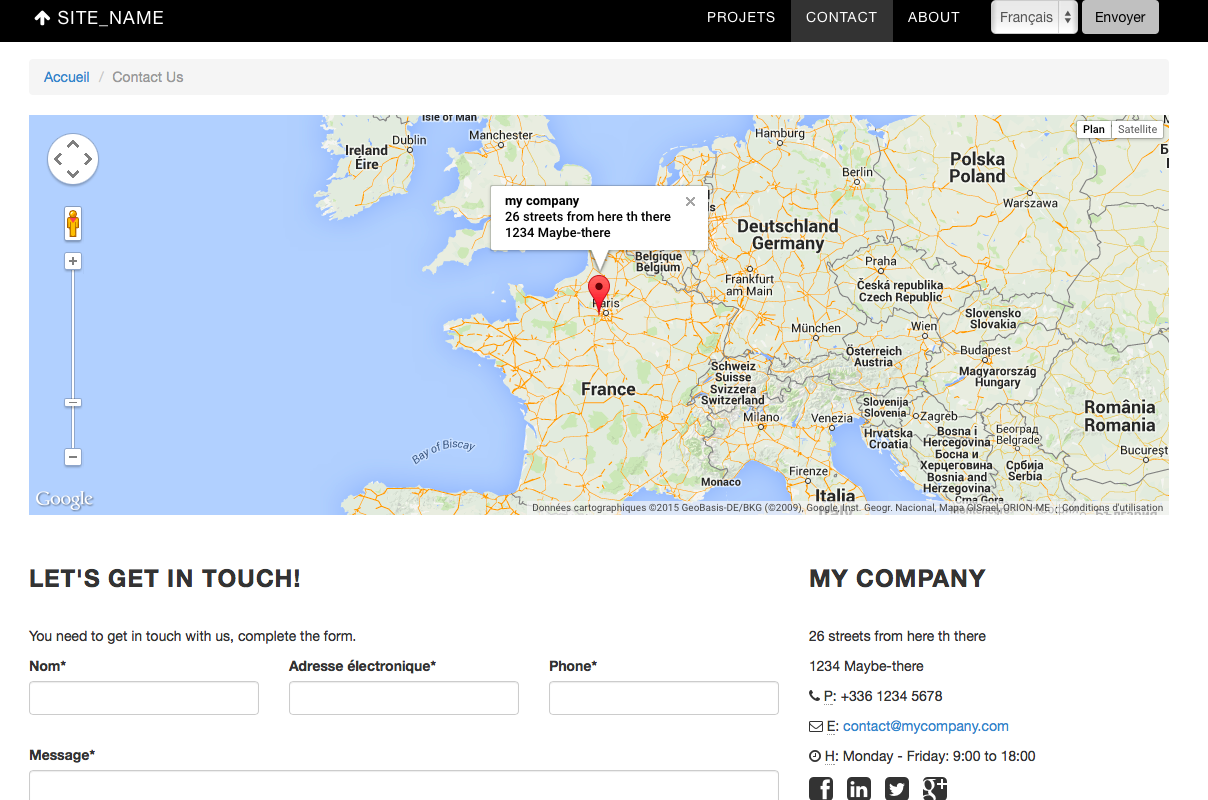 SITE_NAME
PROJETS
CONTACT
ABOUT
Français
Envoyer
Accueil / Contact Us
Isle of Man
Manchester
Dublin
Ireland
Éire
Hamburg
Berlin
Polska
Poland
Warszawa
Plan
Satellite
my company
26 streets from here th there
1234 Maybe-there
Deutschland
Germany
Belgique
Belgium
Frankfurt
am Main
Praha
Česká republika
Czech Republic
Paris
Slovensko
Slovakia
München
Wien
Österreich
Austria
Budapest
Magyarország
Hungary
Schweiz
Suisse
Svizzera
Switzerland
France
Slovenija
Slovenia
Zagreb
Milano
Venezia
Hrvatska
Croatia
România
Romania
Bosna i
Hercegovina
Босна и
Херцеговина
Bosnia and
Herzegovina
Београд
Belgrade
Србија
Serbia
Bucureșt
Bay of Biscay
Monaco
Firenze
Italia
Italy
Crna Gora
Google
Données cartographiques ©2015 GeoBasis-DE/BKG (©2009), Google, Inst. Geogr. Nacional, Mapa GISrael, ORION-ME
Conditions d'utilisation
LET'S GET IN TOUCH!
You need to get in touch with us, complete the form.
Nom*
Adresse électronique*
Phone*
Message*
MY COMPANY
26 streets from here th there
1234 Maybe-there
P: +336 1234 5678
E: contact@mycompany.com
H: Monday - Friday: 9:00 to 18:00